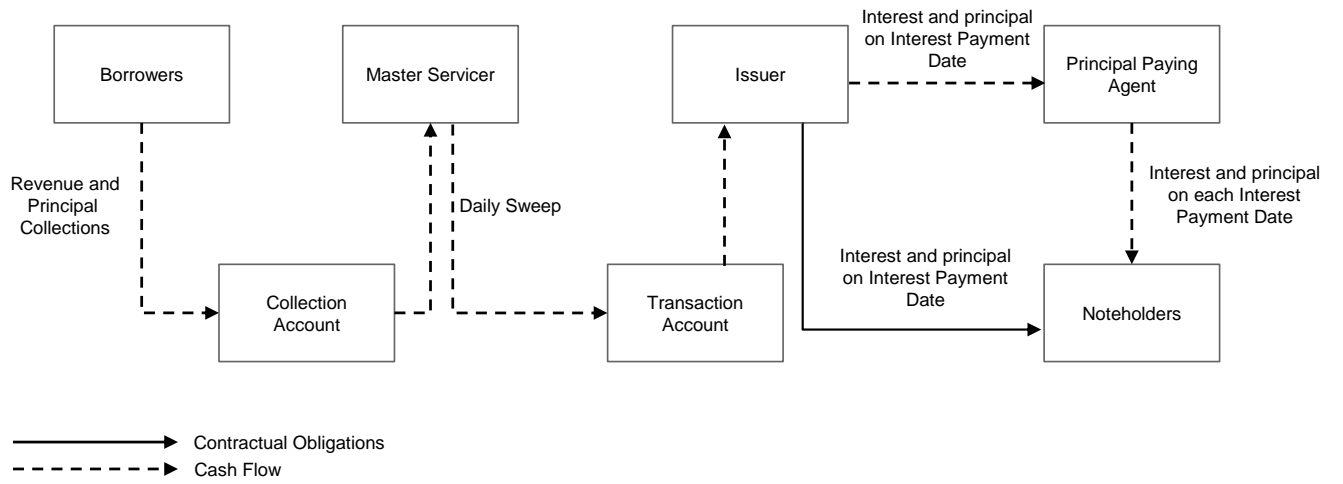 Borrowers
Master Servicer
Issuer
Interest and principal
on Interest Payment
Date
Principal Paying
Agent
Revenue and
Principal
Collections
Daily Sweep
Interest and principal
on each Interest
Payment Date
Collection
Account
Transaction
Account
Interest and principal
on Interest Payment
Date
Noteholders
Contractual Obligations
Cash Flow